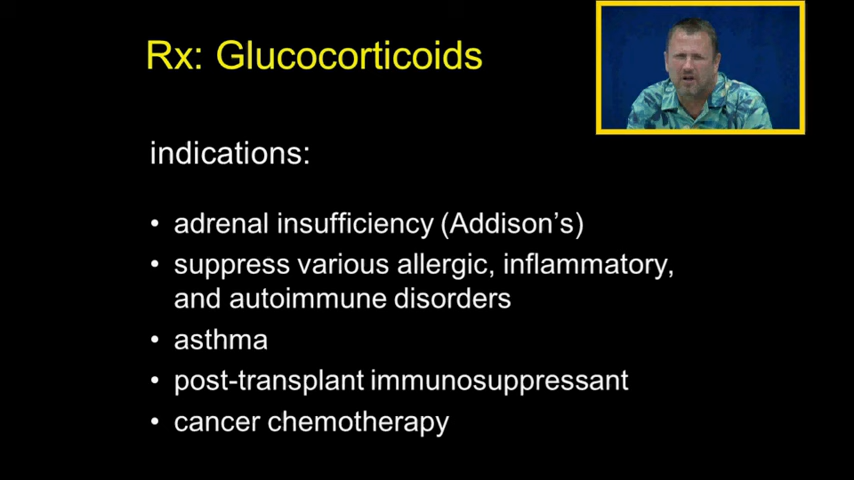 Rx: Glucocorticoids
indications:
• adrenal insufficiency (Addison's)
• suppress various allergic, inflammatory,
and autoimmune disorders
• asthma
• post-transplant immunosuppressant
• cancer chemotherapy